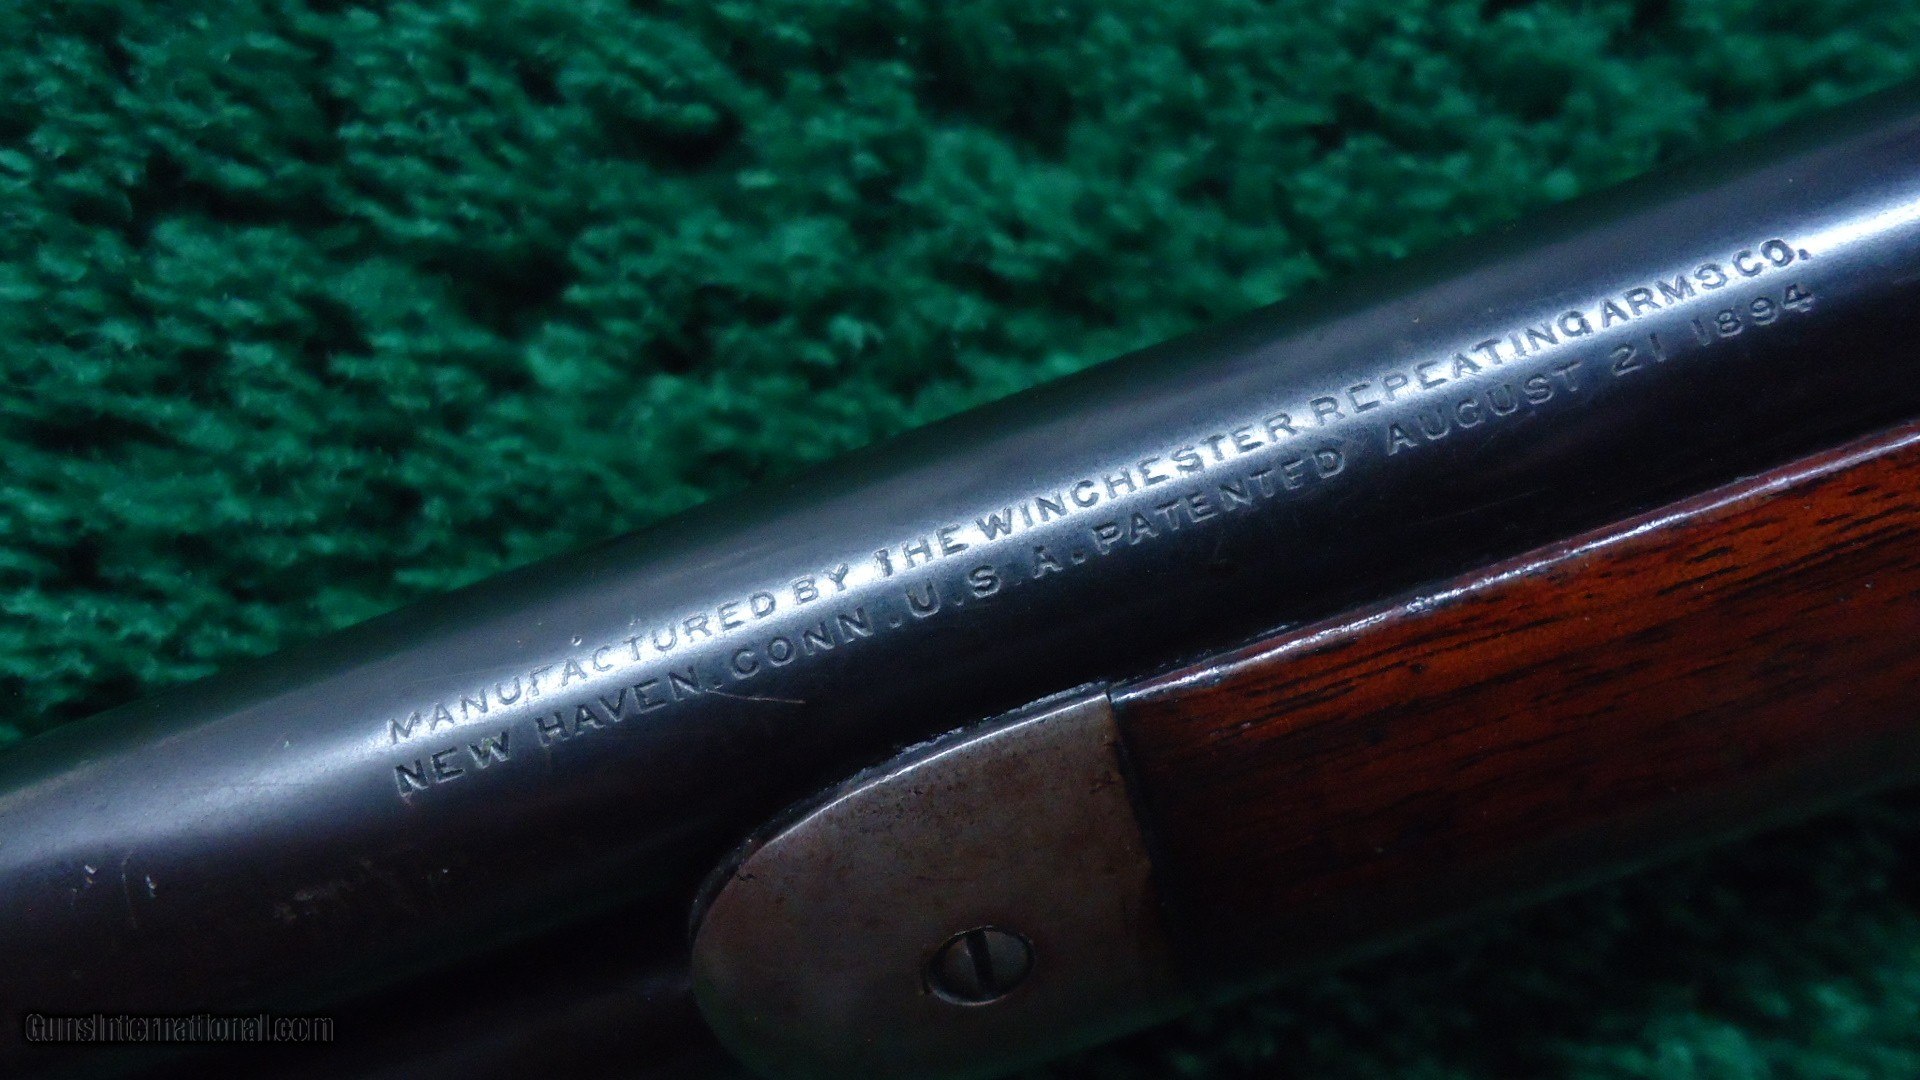 MANUFACTURED BY THE WINCHESTER REPEATING ARMS CO.
NEW HAVEN. CONN. U.S.A. PATENTED AUGUST 21 1894
GunsInternational.com